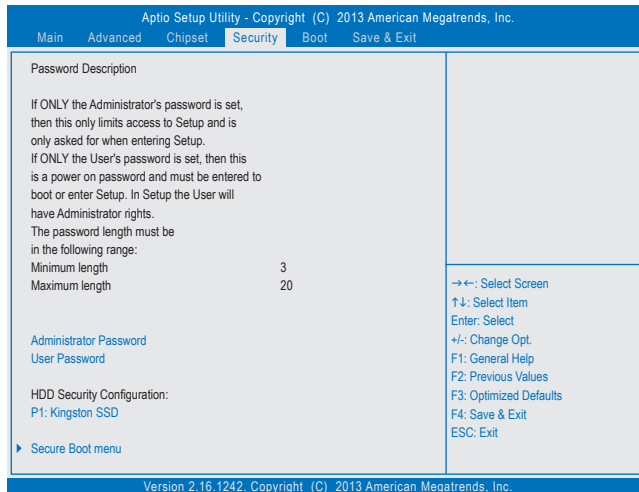 Aptio Setup Utility - Copyright (C) 2013 American Megatrends, Inc.
Main Advanced Chipset Security Boot Save & Exit
Password Description
If ONLY the Administrator's password is set,
then this only limits access to Setup and is
only asked for when entering Setup.
If ONLY the User's password is set, then this
is a power on password and must be entered to
boot or enter Setup. In Setup the User will
have Administrator rights.
The password length must be
in the following range:
Minimum length 3
Maximum length 20
Administrator Password
User Password
HDD Security Configuration:
P1: Kingston SSD
Secure Boot menu
→←: Select Screen
↑↓: Select Item
Enter: Select
+/-: Change Opt.
F1: General Help
F2: Previous Values
F3: Optimized Defaults
F4: Save & Exit
ESC: Exit
Version 2.16.1242. Copyright (C) 2013 American Megatrends, Inc.